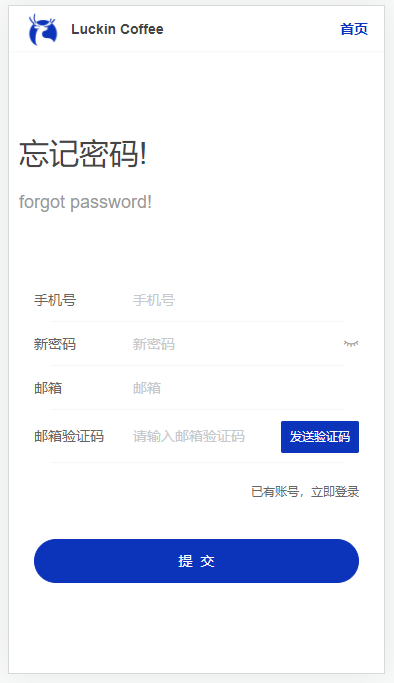 Luckin Coffee
首页
忘记密码!
forgot password!
手机号 手机号
新密码 新密码
邮箱 邮箱
邮箱验证码 请输入邮箱验证码 发送验证码
已有账号，立即登录
提 交